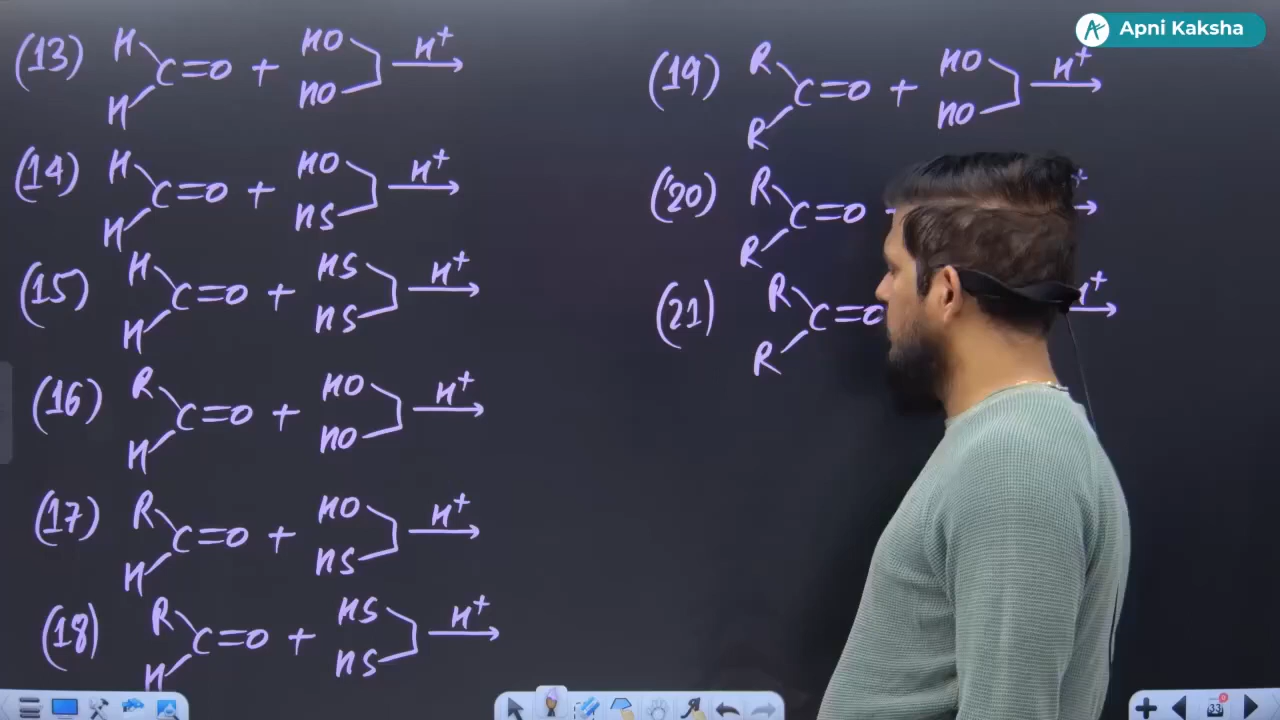 Apni Kaksha
(13) H H C=O + HO HO H⁺
(14) H H C=O + HO HS H⁺
(15) H H C=O + HS HS H⁺
(16) R H C=O + HO HO H⁺
(17) R H C=O + HO HS H⁺
(18) R H C=O + HS HS H⁺
(19) R R C=O + HO HO H⁺
(20) R R C=O
(21) R R C=O
33